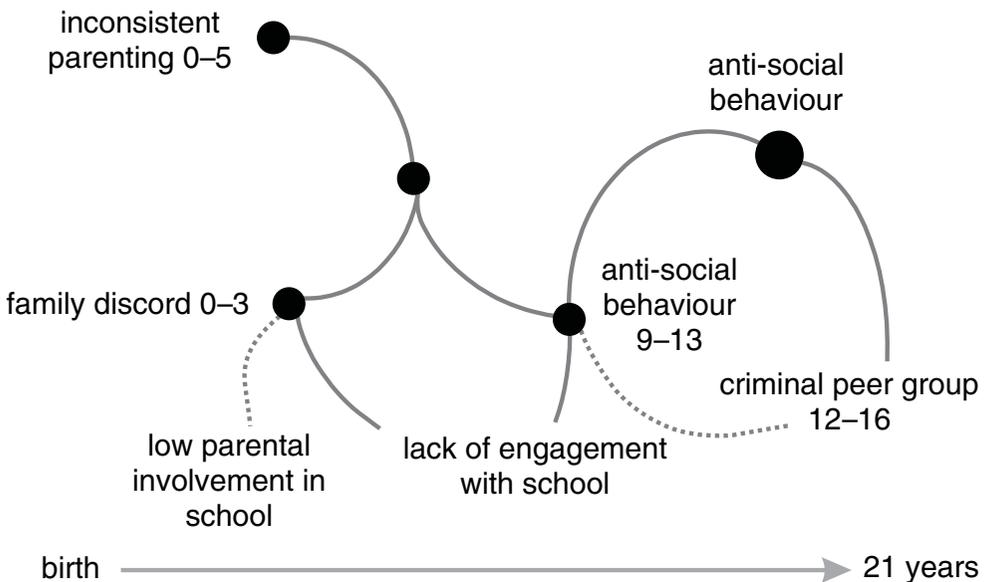 inconsistent
parenting 0–5
anti-social
behaviour
family discord 0–3
anti-social
behaviour
9–13
criminal peer group
12–16
low parental
involvement in
school
lack of engagement
with school
birth
21 years